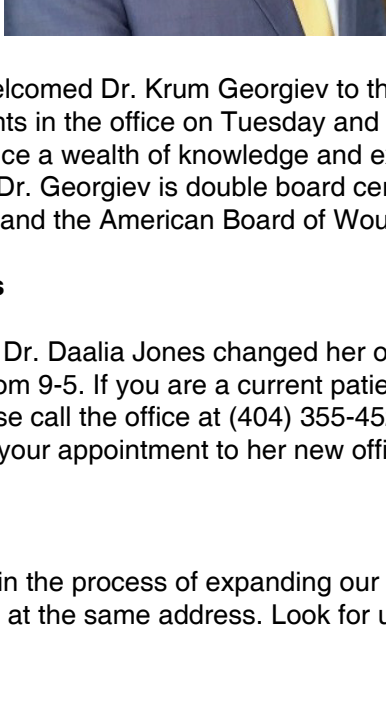 elcomed Dr. Krum Georgiev to th
nts in the office on Tuesday and
ce a wealth of knowledge and e
Dr. Georgiev is double board cer
and the American Board of Wou
s
Dr. Daalia Jones changed her o
om 9-5. If you are a current patie
se call the office at (404) 355-45
your appointment to her new offi
in the process of expanding our
at the same address. Look for u